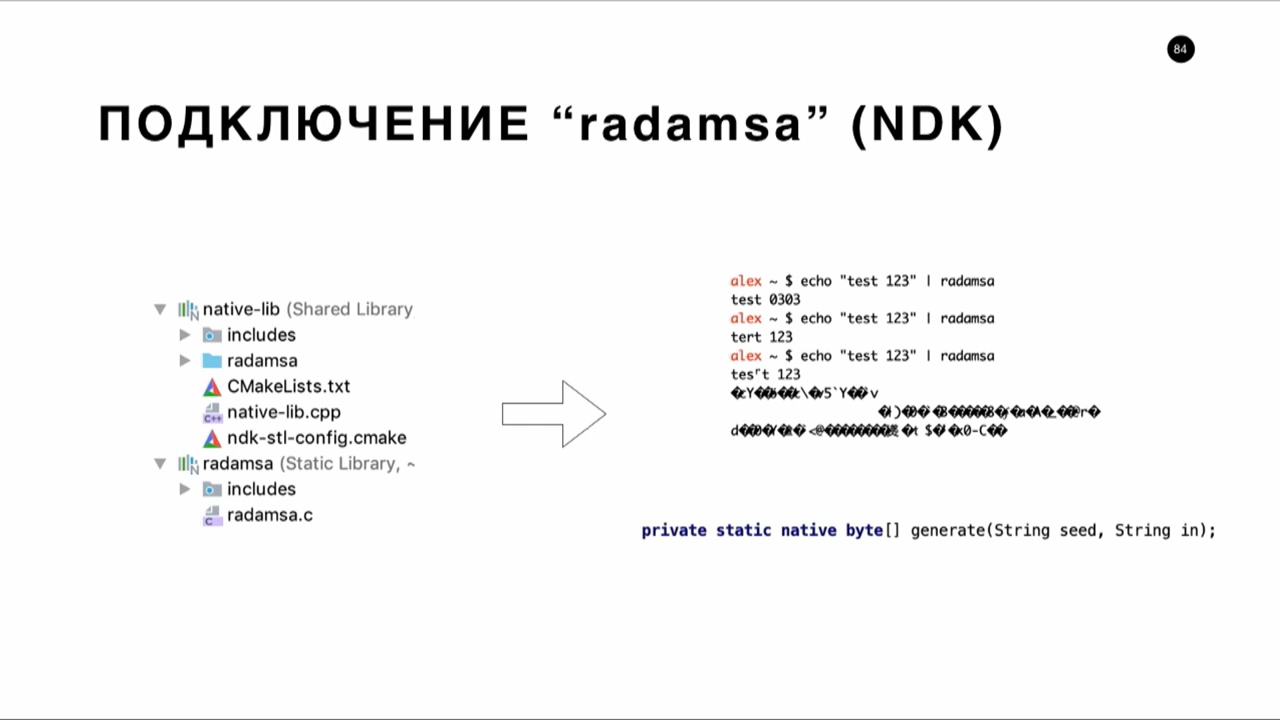 84
ПОДКЛЮЧЕНИЕ “radamsa” (NDK)
native-lib (Shared Library
includes
radamsa
CMakeLists.txt
native-lib.cpp
ndk-stl-config.cmake
radamsa (Static Library, ~
includes
radamsa.c
alex ~ $ echo "test 123" | radamsa
test 0303
alex ~ $ echo "test 123" | radamsa
tert 123
alex ~ $ echo "test 123" | radamsa
private static native byte[] generate(String seed, String in);